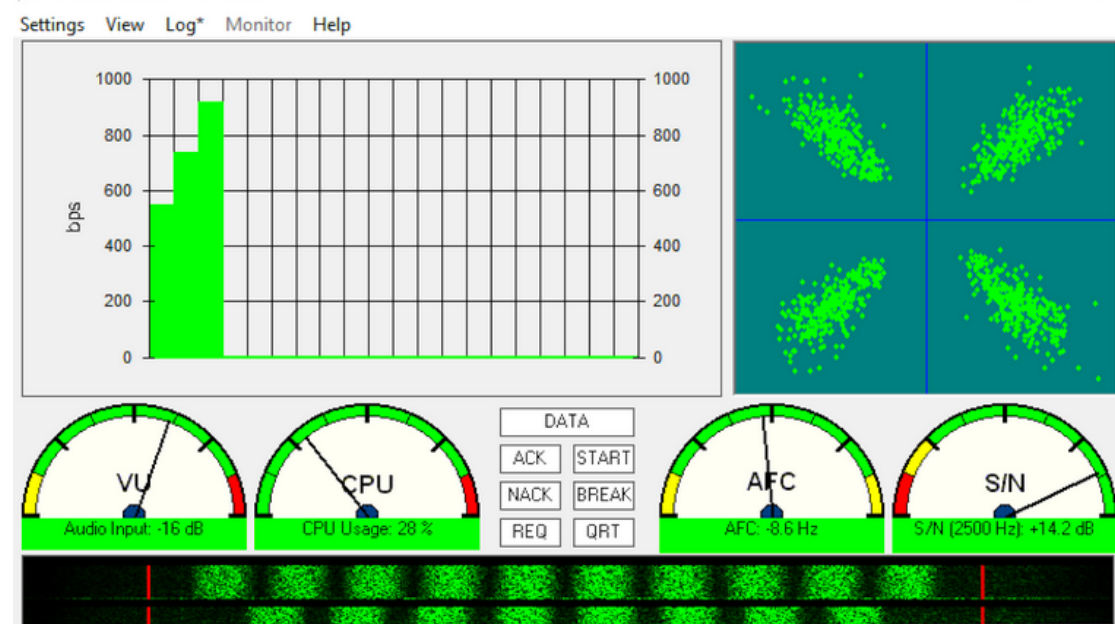 Settings View Log* Monitor Help
1000 1000
800 800
600 600
bps
400 400
200 200
0 0
DATA
ACK START
NACK BREAK
REQ QRT
VU
Audio Input: -16 dB
CPU
CPU Usage: 28 %
AFC
AFC: -8.6 Hz
S/N
S/N (2500 Hz): +14.2 dB